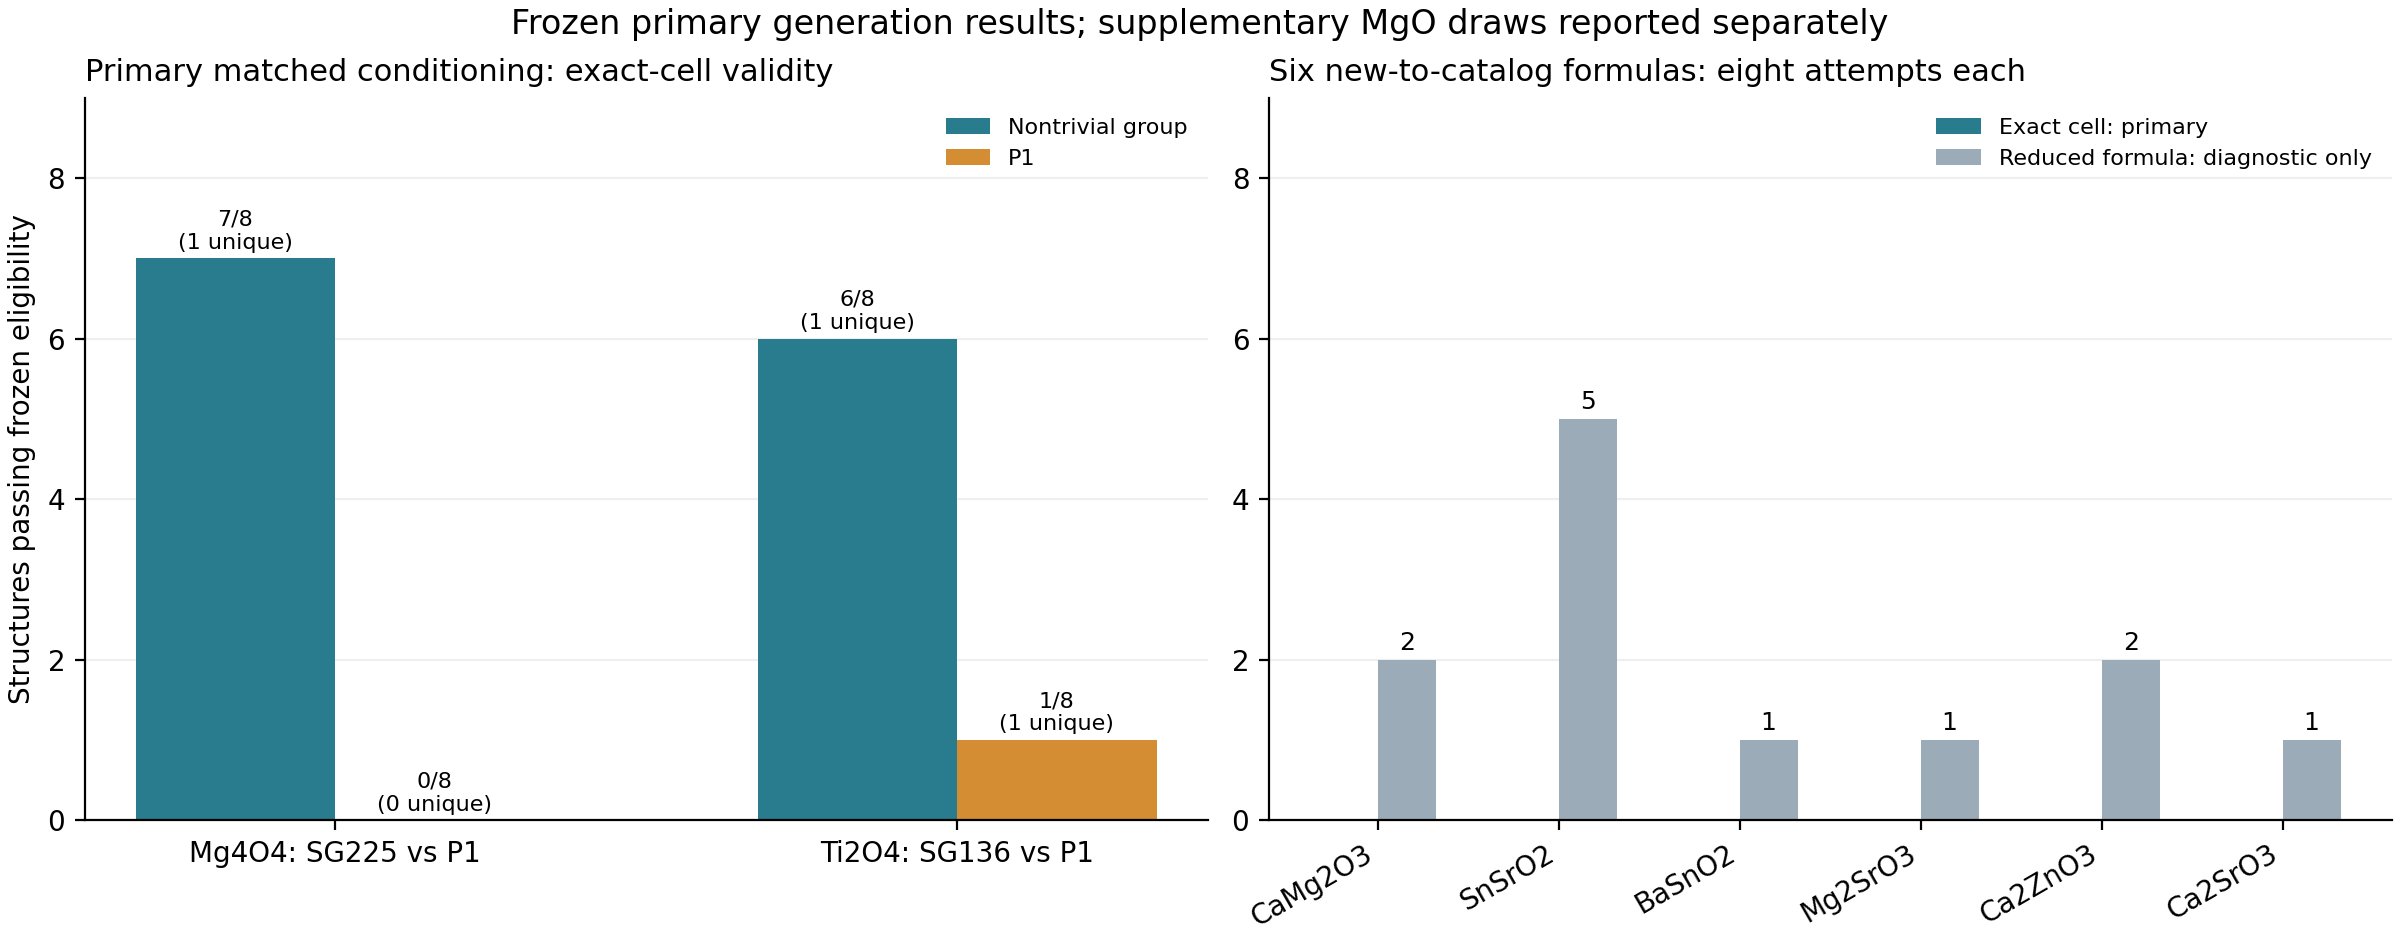 Frozen primary generation results; supplementary MgO draws reported separately
Primary matched conditioning: exact-cell validity
Structures passing frozen eligibility
8
6
4
2
0
Nontrivial group
P1
7/8
(1 unique)
0/8
(0 unique)
6/8
(1 unique)
1/8
(1 unique)
Mg4O4: SG225 vs P1
Ti2O4: SG136 vs P1
Six new-to-catalog formulas: eight attempts each
8
6
4
2
0
Exact cell: primary
Reduced formula: diagnostic only
2
5
1
1
2
1
CaMg2O3
SnSrO2
BaSnO2
Mg2SrO3
Ca2ZnO3
Ca2SrO3